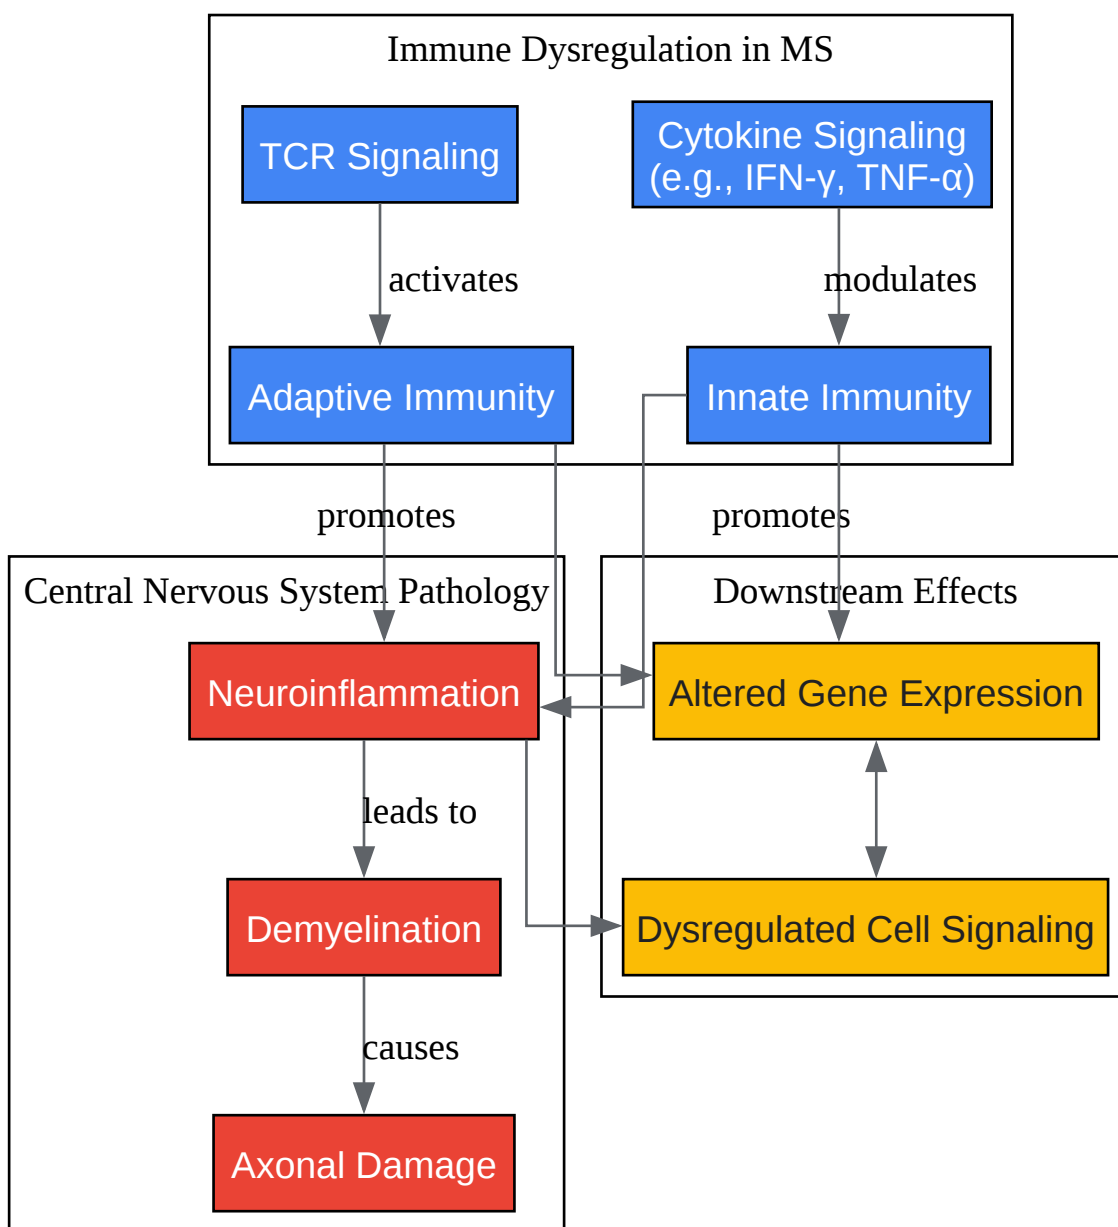 Immune Dysregulation in MS
TCR Signaling
Cytokine Signaling
(e.g., IFN-γ, TNF-α)
activates
modulates
Adaptive Immunity
Innate Immunity
promotes
promotes
Central Nervous System Pathology
Downstream Effects
Neuroinflammation
Altered Gene Expression
leads to
Demyelination
Dysregulated Cell Signaling
causes
Axonal Damage